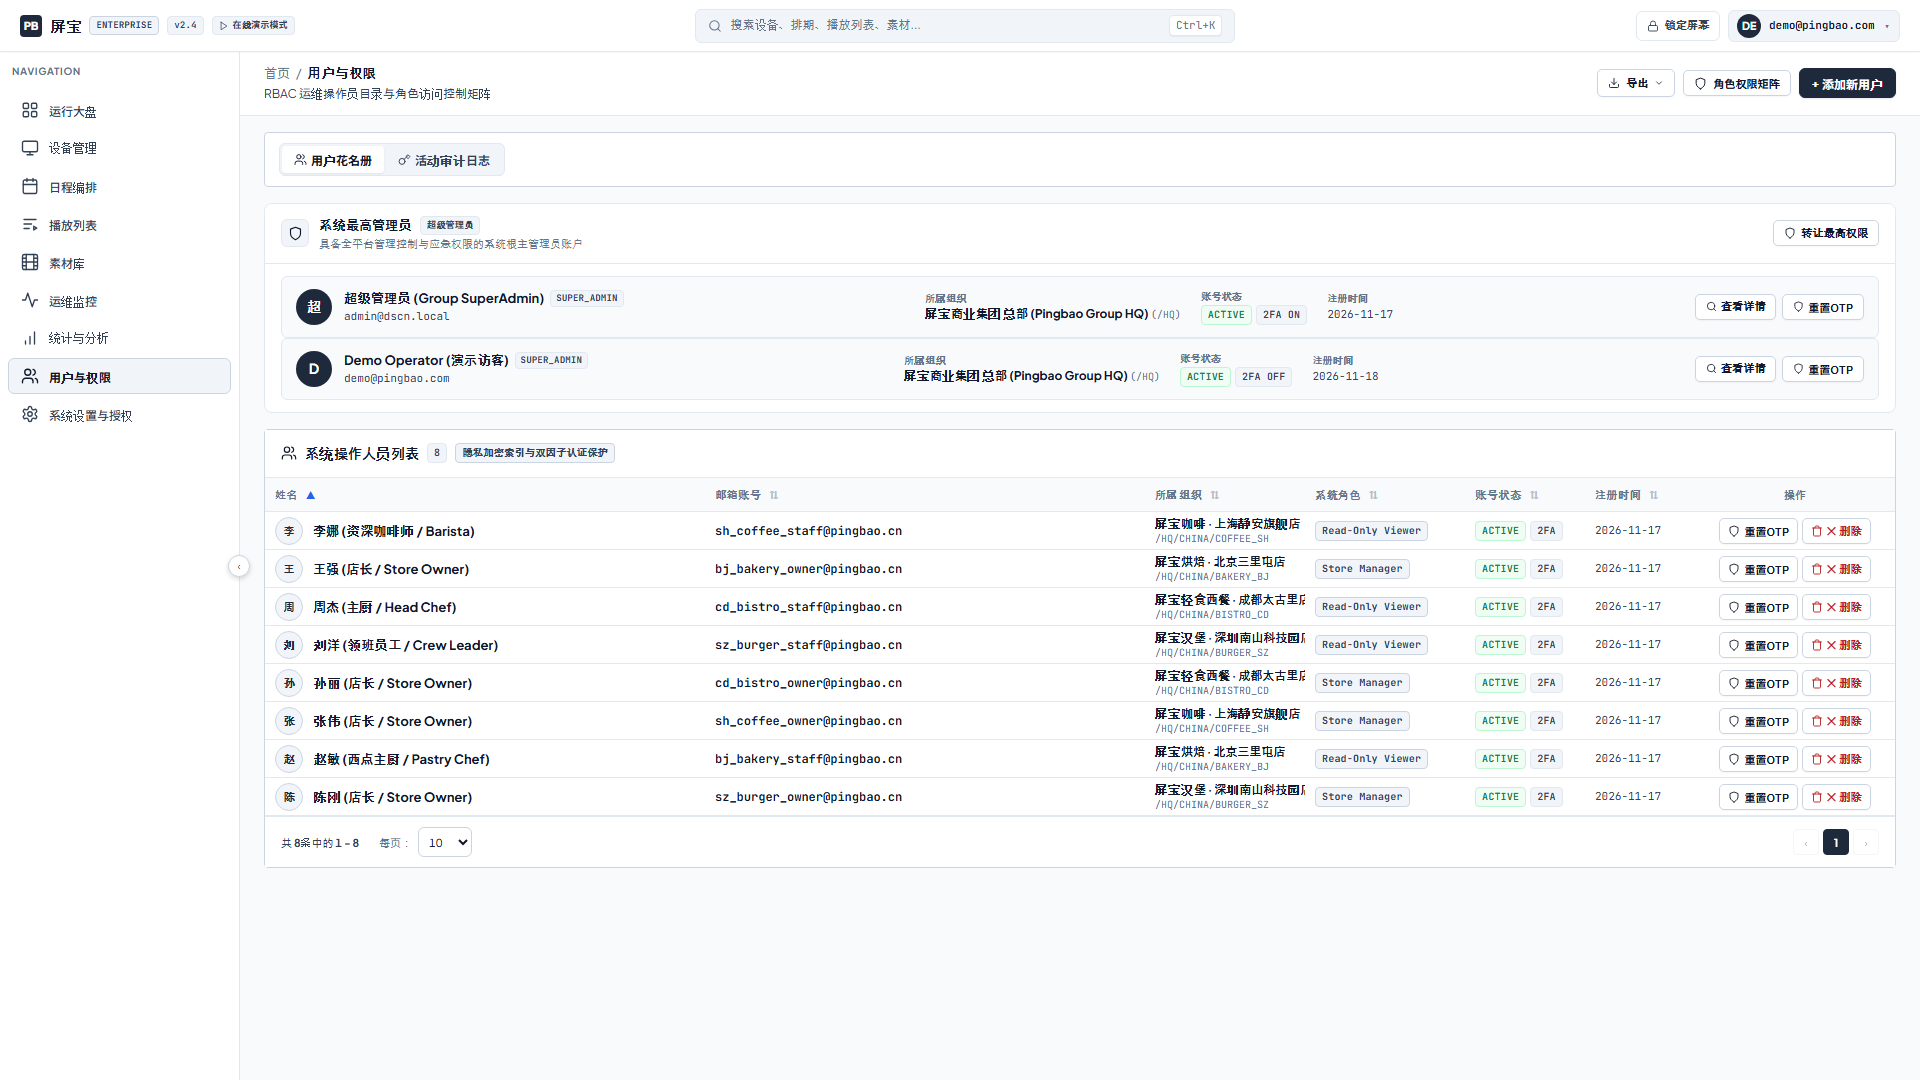 PB 屏宝 ENTERPRISE v2.4 在线演示模式
搜索设备、排期、播放列表、素材... Ctrl+K
锁定屏幕 DE demo@pingbao.com
NAVIGATION
运行大盘
设备管理
日程编排
播放列表
素材库
运维监控
统计与分析
用户与权限
系统设置与授权
首页 / 用户与权限
RBAC 运维操作员目录与角色访问控制矩阵
导出 角色权限矩阵 + 添加新用户
用户花名册 活动审计日志
系统最高管理员 超级管理员
具备全平台管理控制与应急权限的系统根主管理员账户
转让最高权限
超 超级管理员 (Group SuperAdmin) SUPER_ADMIN
admin@dscn.local
所属组织
屏宝商业集团总部 (Pingbao Group HQ) (/HQ)
账号状态
ACTIVE 2FA ON
注册时间
2026-11-17
查看详情 重置OTP
D Demo Operator (演示访客) SUPER_ADMIN
demo@pingbao.com
所属组织
屏宝商业集团总部 (Pingbao Group HQ) (/HQ)
账号状态
ACTIVE 2FA OFF
注册时间
2026-11-18
查看详情 重置OTP
系统操作人员列表 8 隐私加密索引与双因子认证保护
姓名 ▲ 邮箱账号 ⇅ 所属组织 ⇅ 系统角色 ⇅ 账号状态 ⇅ 注册时间 ⇅ 操作
李 李娜 (资深咖啡师 / Barista) sh_coffee_staff@pingbao.cn 屏宝咖啡 · 上海静安旗舰店 /HQ/CHINA/COFFEE_SH Read-Only Viewer ACTIVE 2FA 2026-11-17 重置OTP ✕ 删除
王 王强 (店长 / Store Owner) bj_bakery_owner@pingbao.cn 屏宝烘焙 · 北京三里屯店 /HQ/CHINA/BAKERY_BJ Store Manager ACTIVE 2FA 2026-11-17 重置OTP ✕ 删除
周 周杰 (主厨 / Head Chef) cd_bistro_staff@pingbao.cn 屏宝轻食西餐 · 成都太古里店 /HQ/CHINA/BISTRO_CD Read-Only Viewer ACTIVE 2FA 2026-11-17 重置OTP ✕ 删除
刘 刘洋 (领班员工 / Crew Leader) sz_burger_staff@pingbao.cn 屏宝汉堡 · 深圳南山科技园店 /HQ/CHINA/BURGER_SZ Read-Only Viewer ACTIVE 2FA 2026-11-17 重置OTP ✕ 删除
孙 孙丽 (店长 / Store Owner) cd_bistro_owner@pingbao.cn 屏宝轻食西餐 · 成都太古里店 /HQ/CHINA/BISTRO_CD Store Manager ACTIVE 2FA 2026-11-17 重置OTP ✕ 删除
张 张伟 (店长 / Store Owner) sh_coffee_owner@pingbao.cn 屏宝咖啡 · 上海静安旗舰店 /HQ/CHINA/COFFEE_SH Store Manager ACTIVE 2FA 2026-11-17 重置OTP ✕ 删除
赵 赵敏 (西点主厨 / Pastry Chef) bj_bakery_staff@pingbao.cn 屏宝烘焙 · 北京三里屯店 /HQ/CHINA/BAKERY_BJ Read-Only Viewer ACTIVE 2FA 2026-11-17 重置OTP ✕ 删除
陈 陈刚 (店长 / Store Owner) sz_burger_owner@pingbao.cn 屏宝汉堡 · 深圳南山科技园店 /HQ/CHINA/BURGER_SZ Store Manager ACTIVE 2FA 2026-11-17 重置OTP ✕ 删除
共 8条中的 1 – 8 每页： 10 ‹ 1 ›